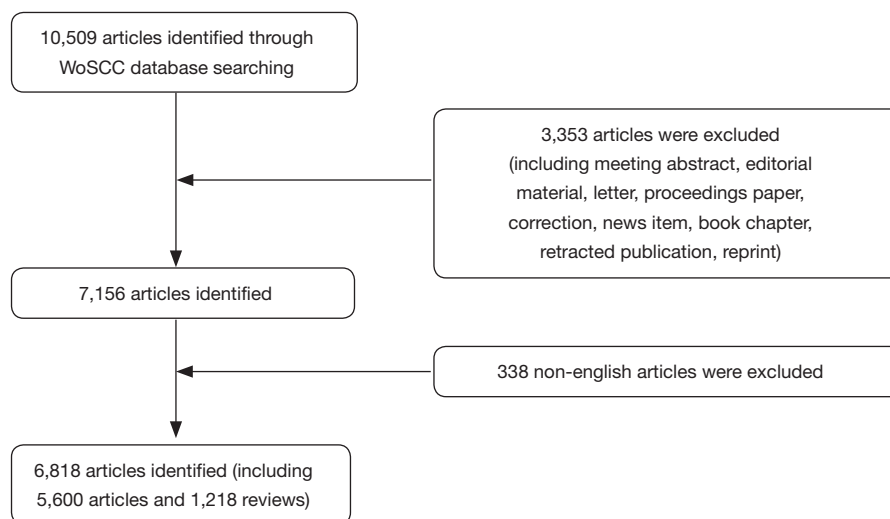 10,509 articles identified through
WoSCC database searching
3,353 articles were excluded
(including meeting abstract, editorial
material, letter, proceedings paper,
correction, news item, book chapter,
retracted publication, reprint)
7,156 articles identified
338 non-english articles were excluded
6,818 articles identified (including
5,600 articles and 1,218 reviews)